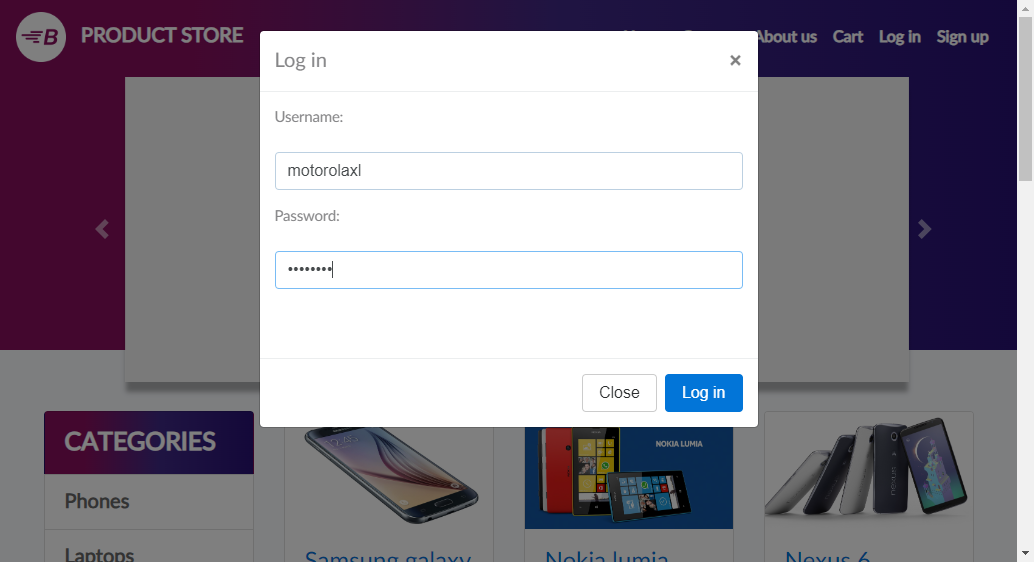 B PRODUCT STORE
About us Cart Log in Sign up
Log in
×
Username:
motorolaxl
Password:
••••••••
Close Log in
CATEGORIES
Phones
Laptops
NOKIA LUMIA
nexus
Samsung galaxy
Nokia lumia
Nexus 6